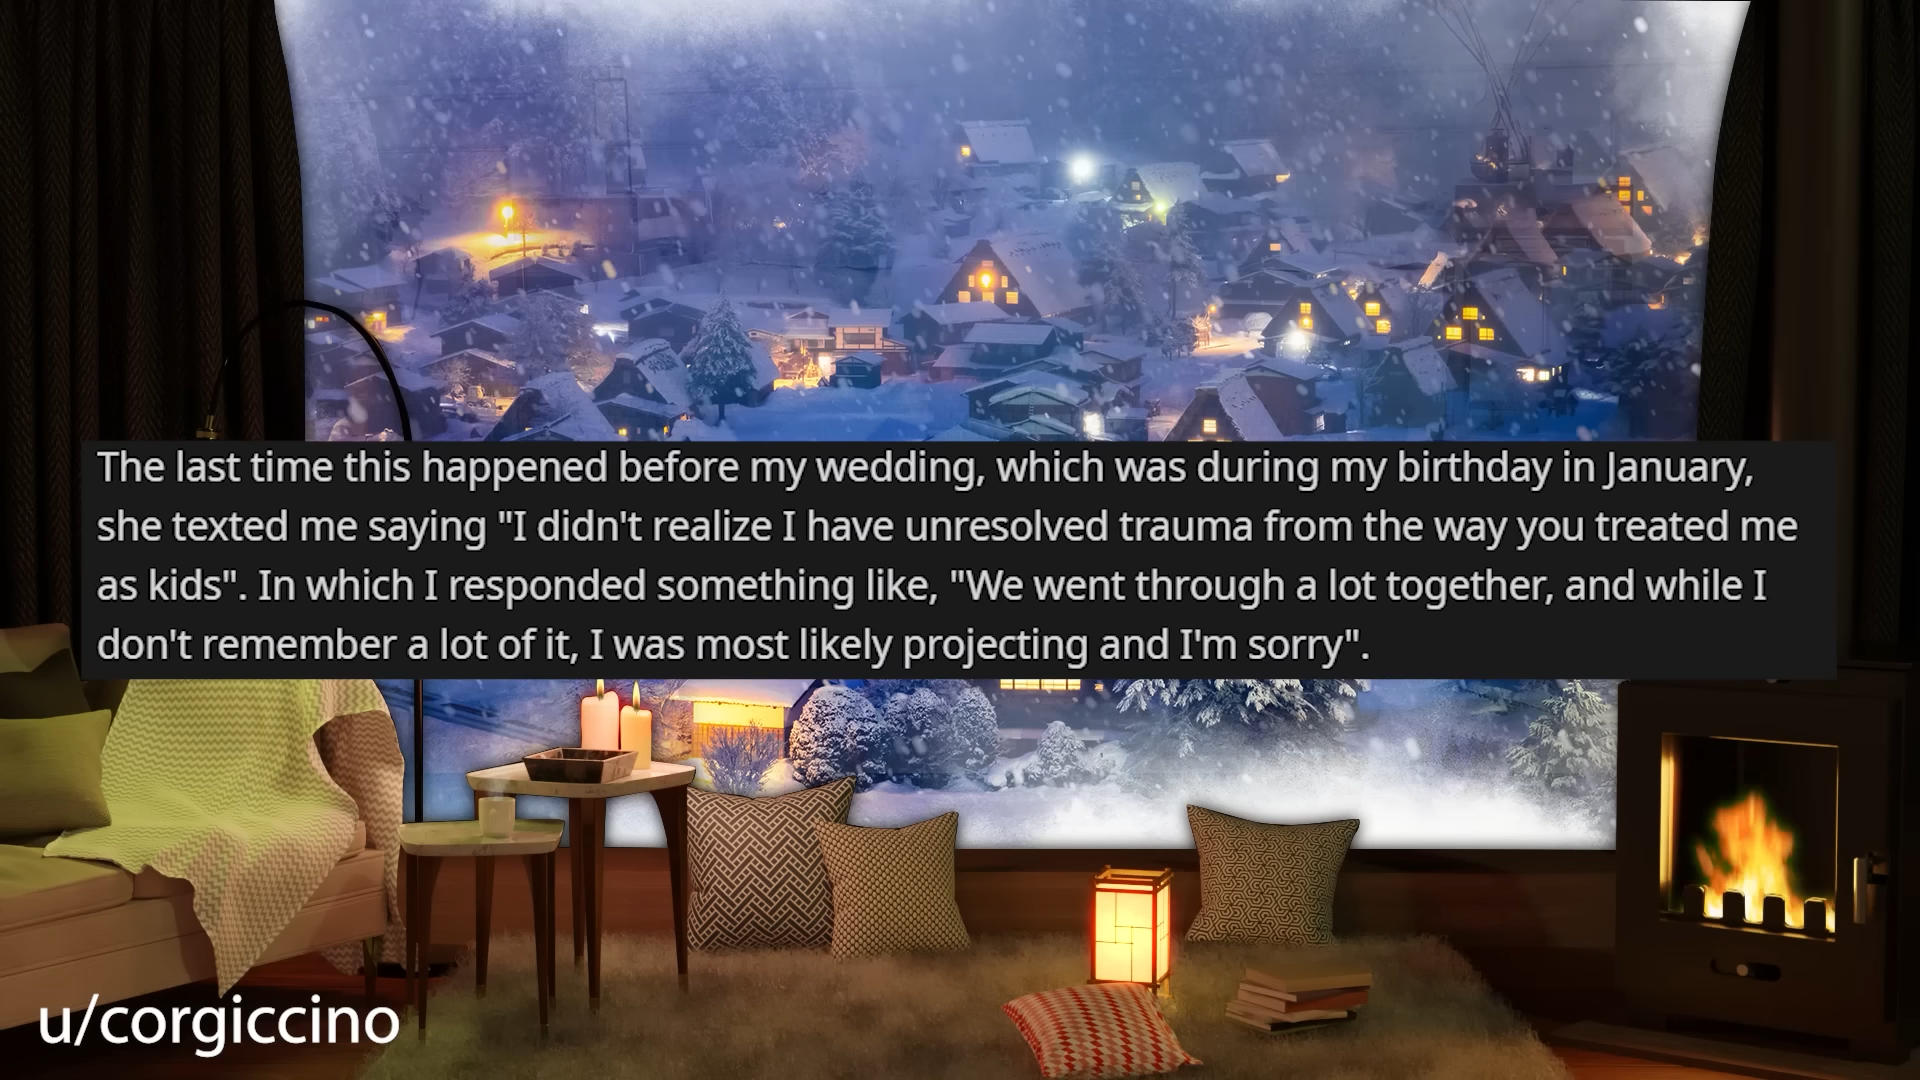 The last time this happened before my wedding, which was during my birthday in January,
she texted me saying "I didn't realize I have unresolved trauma from the way you treated me
as kids". In which I responded something like, "We went through a lot together, and while I
don't remember a lot of it, I was most likely projecting and I'm sorry".
u/corgiccino